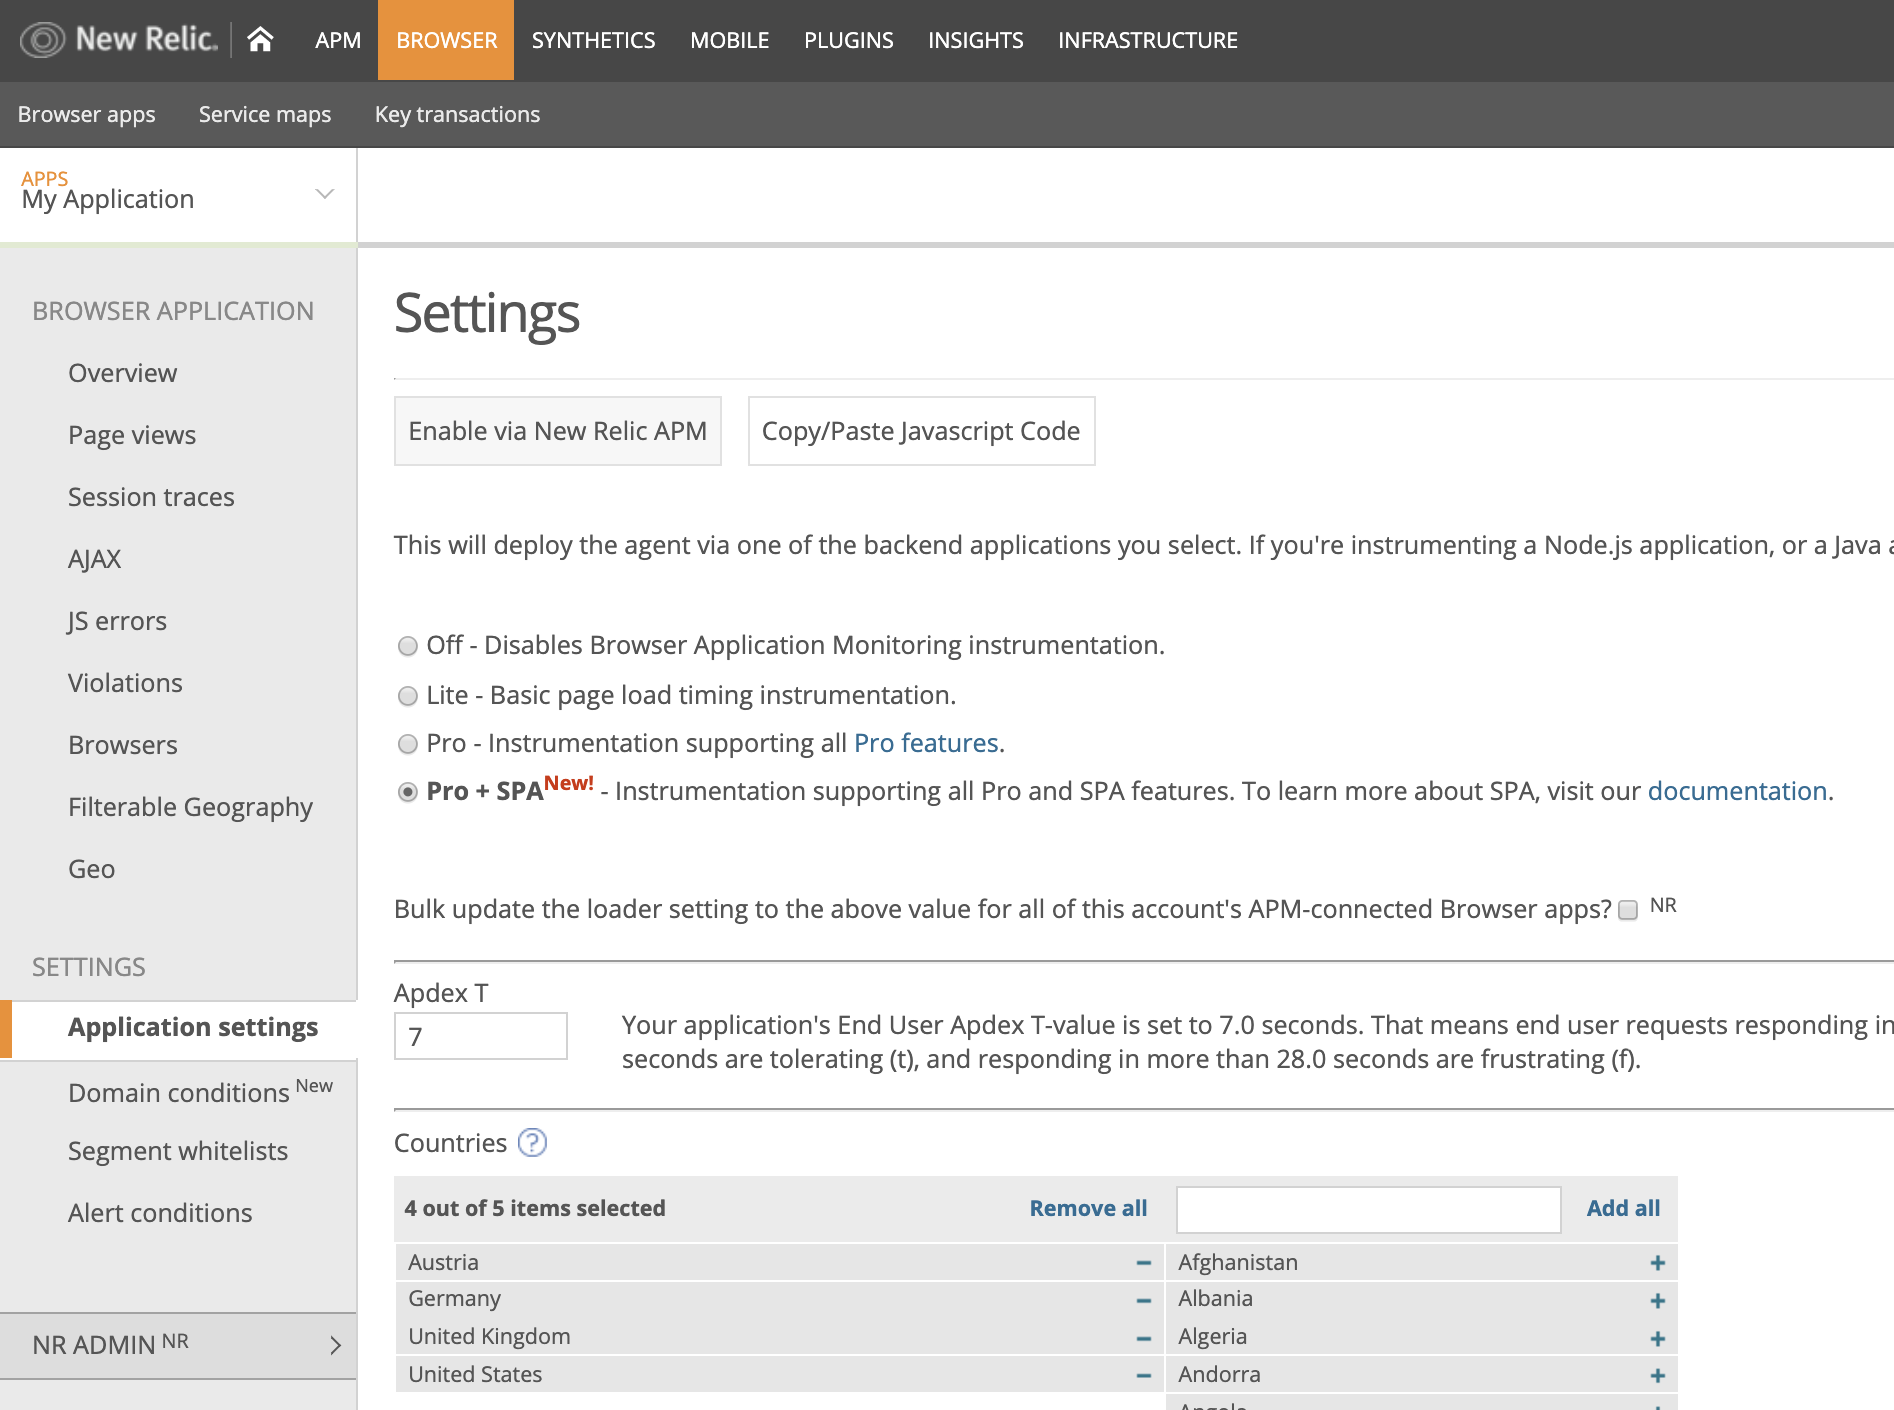 New Relic.
APM
BROWSER
SYNTHETICS
MOBILE
PLUGINS
INSIGHTS
INFRASTRUCTURE
Browser apps
Service maps
Key transactions
APPS
My Application
BROWSER APPLICATION
Overview
Page views
Session traces
AJAX
JS errors
Violations
Browsers
Filterable Geography
Geo
SETTINGS
Application settings
Domain conditions New
Segment whitelists
Alert conditions
NR ADMIN NR
Settings
Enable via New Relic APM
Copy/Paste Javascript Code
This will deploy the agent via one of the backend applications you select. If you're instrumenting a Node.js application, or a Java
Off - Disables Browser Application Monitoring instrumentation.
Lite - Basic page load timing instrumentation.
Pro - Instrumentation supporting all Pro features.
Pro + SPA New! - Instrumentation supporting all Pro and SPA features. To learn more about SPA, visit our documentation.
Bulk update the loader setting to the above value for all of this account's APM-connected Browser apps? NR
Apdex T
7
Your application's End User Apdex T-value is set to 7.0 seconds. That means end user requests responding in
seconds are tolerating (t), and responding in more than 28.0 seconds are frustrating (f).
Countries ?
4 out of 5 items selected
Remove all
Add all
Austria
Germany
United Kingdom
United States
Afghanistan
Albania
Algeria
Andorra